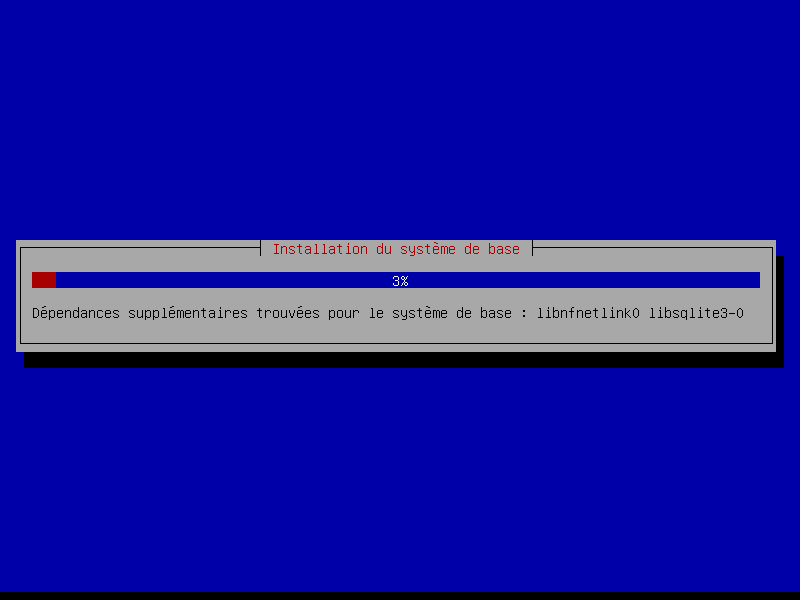 Installation du système de base
3%
Dépendances supplémentaires trouvées pour le système de base : libnfnetlink0 libsqlite3-0